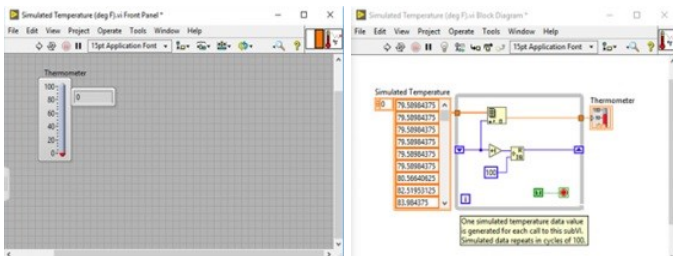 Simulated Temperature (deg F).vi Front Panel *
File Edit View Project Operate Tools Window Help
15pt Application Font
Thermometer
100
80
60
40
20
0
0
Simulated Temperature (deg F).vi Block Diagram *
File Edit View Project Operate Tools Window Help
15pt Application Font
Simulated Temperature
0
79.58984375
79.58984375
79.58984375
79.58984375
79.58984375
79.58984375
80.56640625
82.51953125
83.984375
Thermometer
100
i
One simulated temperature data value
is generated for each call to this subVI.
Simulated data repeats in cycles of 100.